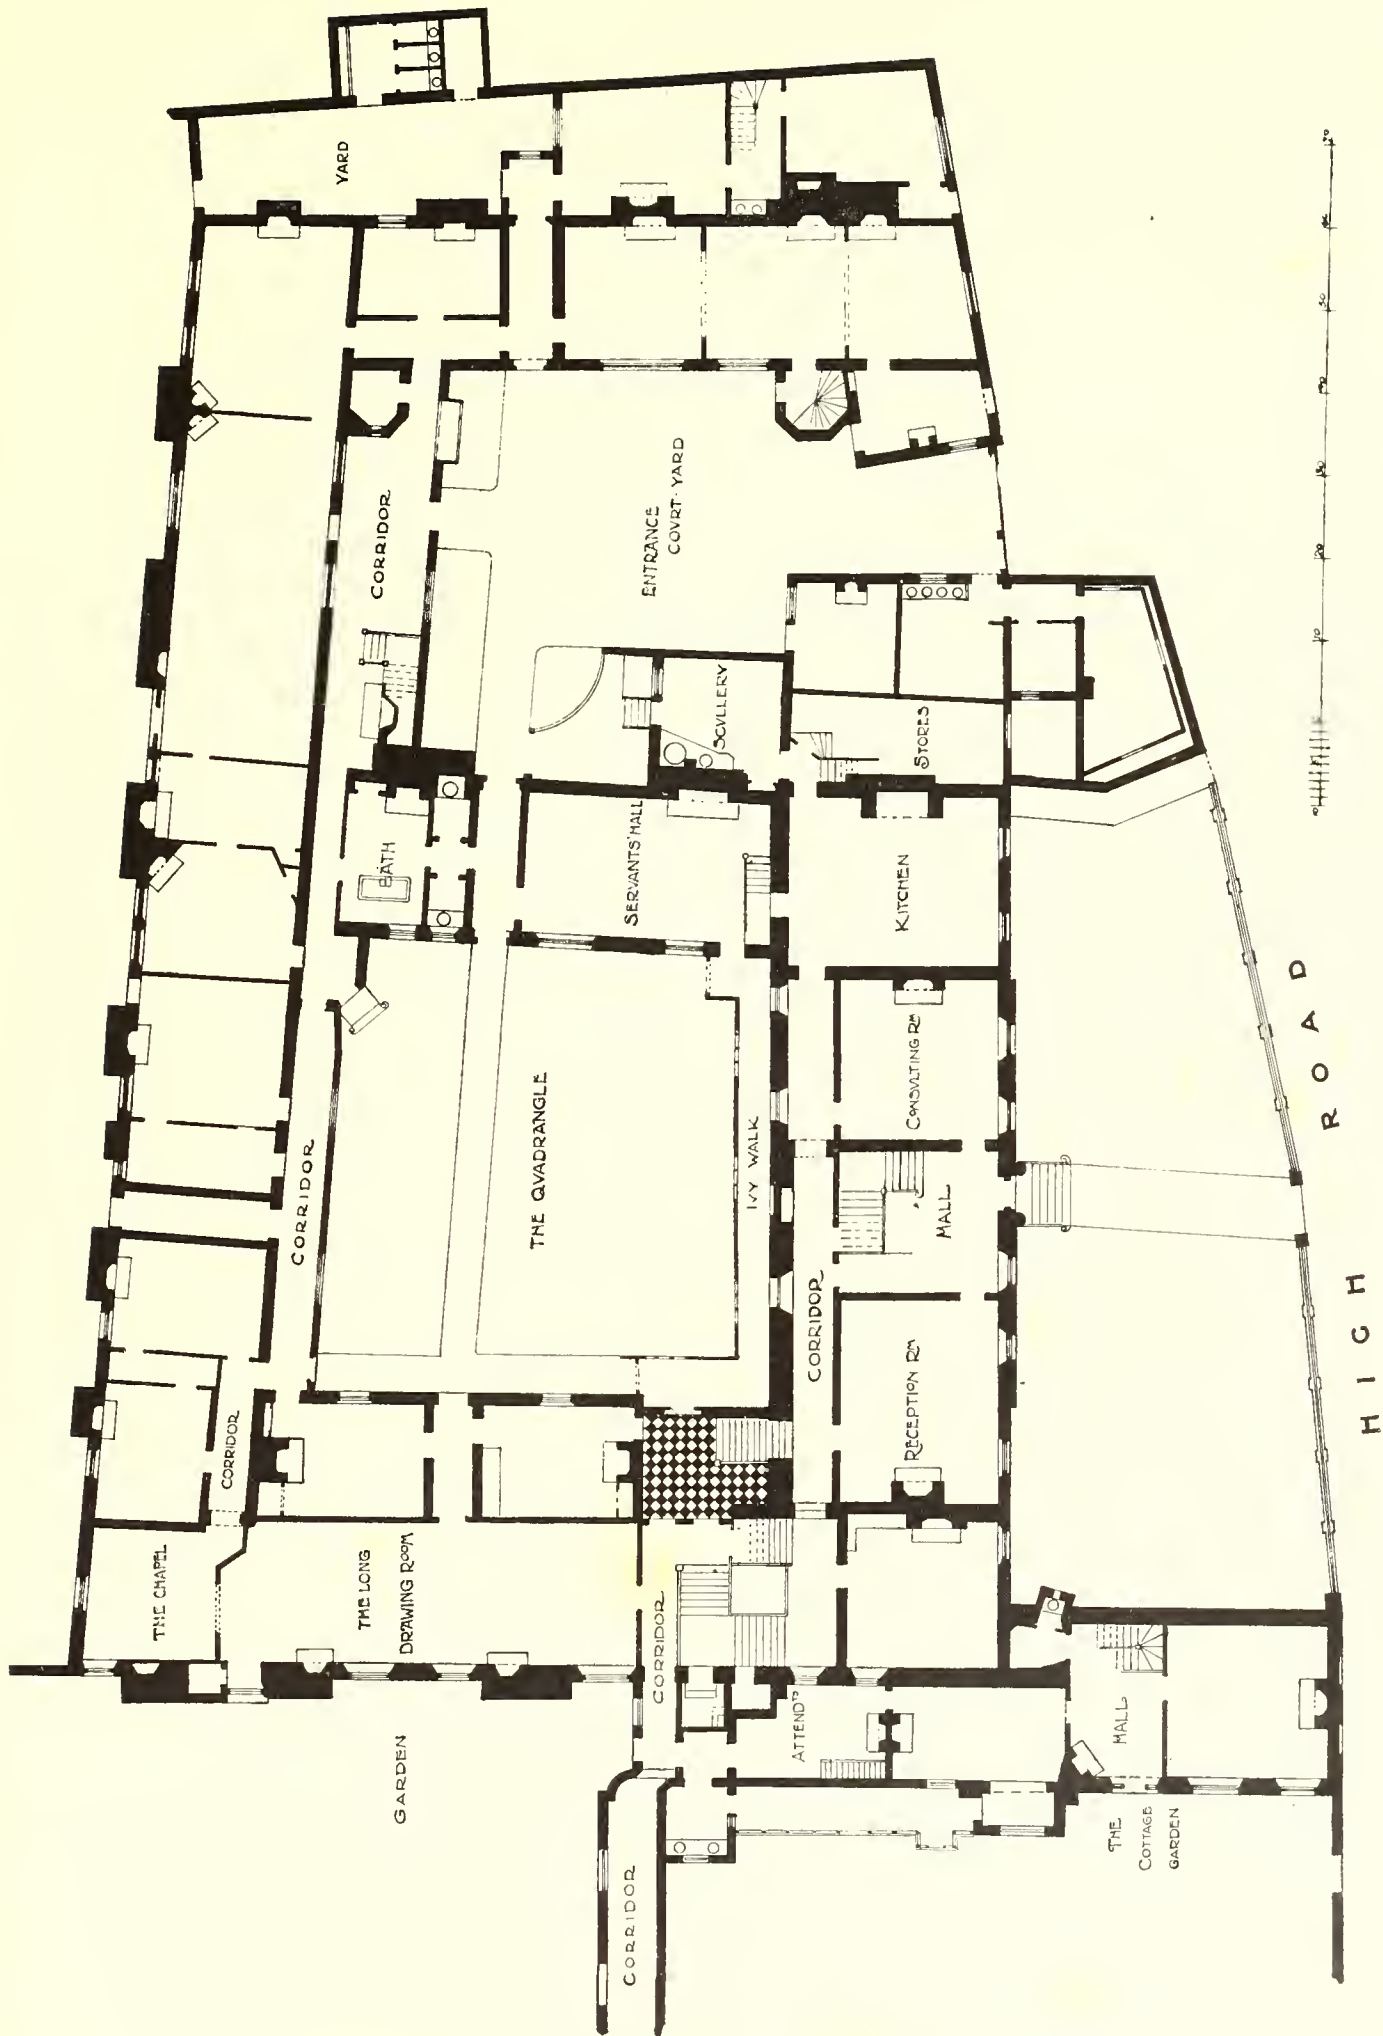 THE CHAPEL
CORRIDOR
CORRIDOR
CORRIDOR
BATH
YARD
GARDEN
THE LONG
DRAWING ROOM
THE QVADRANGLE
SERVANTS' HALL
ENTRANCE
COVRT-YARD
CORRIDOR
CORRIDOR
IVY WALK
SCVLLERY
ATTENDTS
CORRIDOR
RECEPTION RM
HALL
CONSVLTING RM
KITCHEN
STORES
HALL
THE
COTTAGE
GARDEN
HIGH ROAD
10 20 30
50